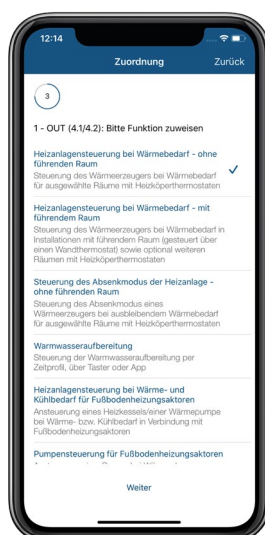 12:14
Zuordnung
Zurück
3
1 - OUT (4.1/4.2): Bitte Funktion zuweisen
Heizanlagensteuerung bei Wärmebedarf - ohne
führenden Raum
Steuerung des Wärmeerzeugers bei Wärmebedarf
für ausgewählte Räume mit Heizköperthermostaten
Heizanlagensteuerung bei Wärmebedarf - mit
führendem Raum
Steuerung des Wärmeerzeugers bei Wärmebedarf in
Installationen mit führendem Raum (gesteuert über
einen Wandthermostat) sowie optional weiteren
Räumen mit Heizköperthermostaten
Steuerung des Absenkmodus der Heizanlage -
ohne führenden Raum
Steuerung des Absenkmodus eines
Wärmeerzeugers bei ausbleibendem Wärmebedarf
für ausgewählte Räume mit Heizköperthermostaten
Warmwasseraufbereitung
Steuerung der Warmwasseraufbereitung per
Zeitprofil, über Taster oder App
Heizanlagensteuerung bei Wärme- und
Kühlbedarf für Fußbodenheizungsaktoren
Ansteuerung eines Heizkessels/einer Wärmepumpe
bei Wärme- bzw. Kühlbedarf in Verbindung mit
Fußbodenheizungsaktoren
Pumpensteuerung für Fußbodenheizungsaktoren
Weiter